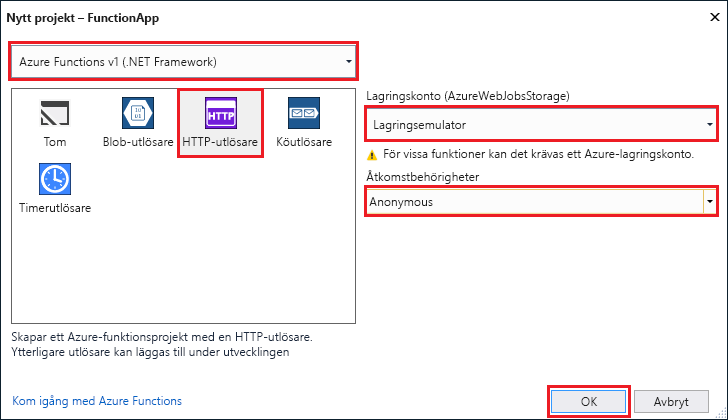 Nytt projekt – FunctionApp
Azure Functions v1 (.NET Framework)
Tom
Blob-utlösare
HTTP
HTTP-utlösare
Köutlösare
Timerutlösare
Lagringskonto (AzureWebJobsStorage)
Lagringsemulator
För vissa funktioner kan det krävas ett Azure-lagringskonto.
Åtkomstbehörigheter
Anonymous
Skapar ett Azure-funktionsprojekt med en HTTP-utlösare.
Ytterligare utlösare kan läggas till under utvecklingen
Kom igång med Azure Functions
OK
Avbryt